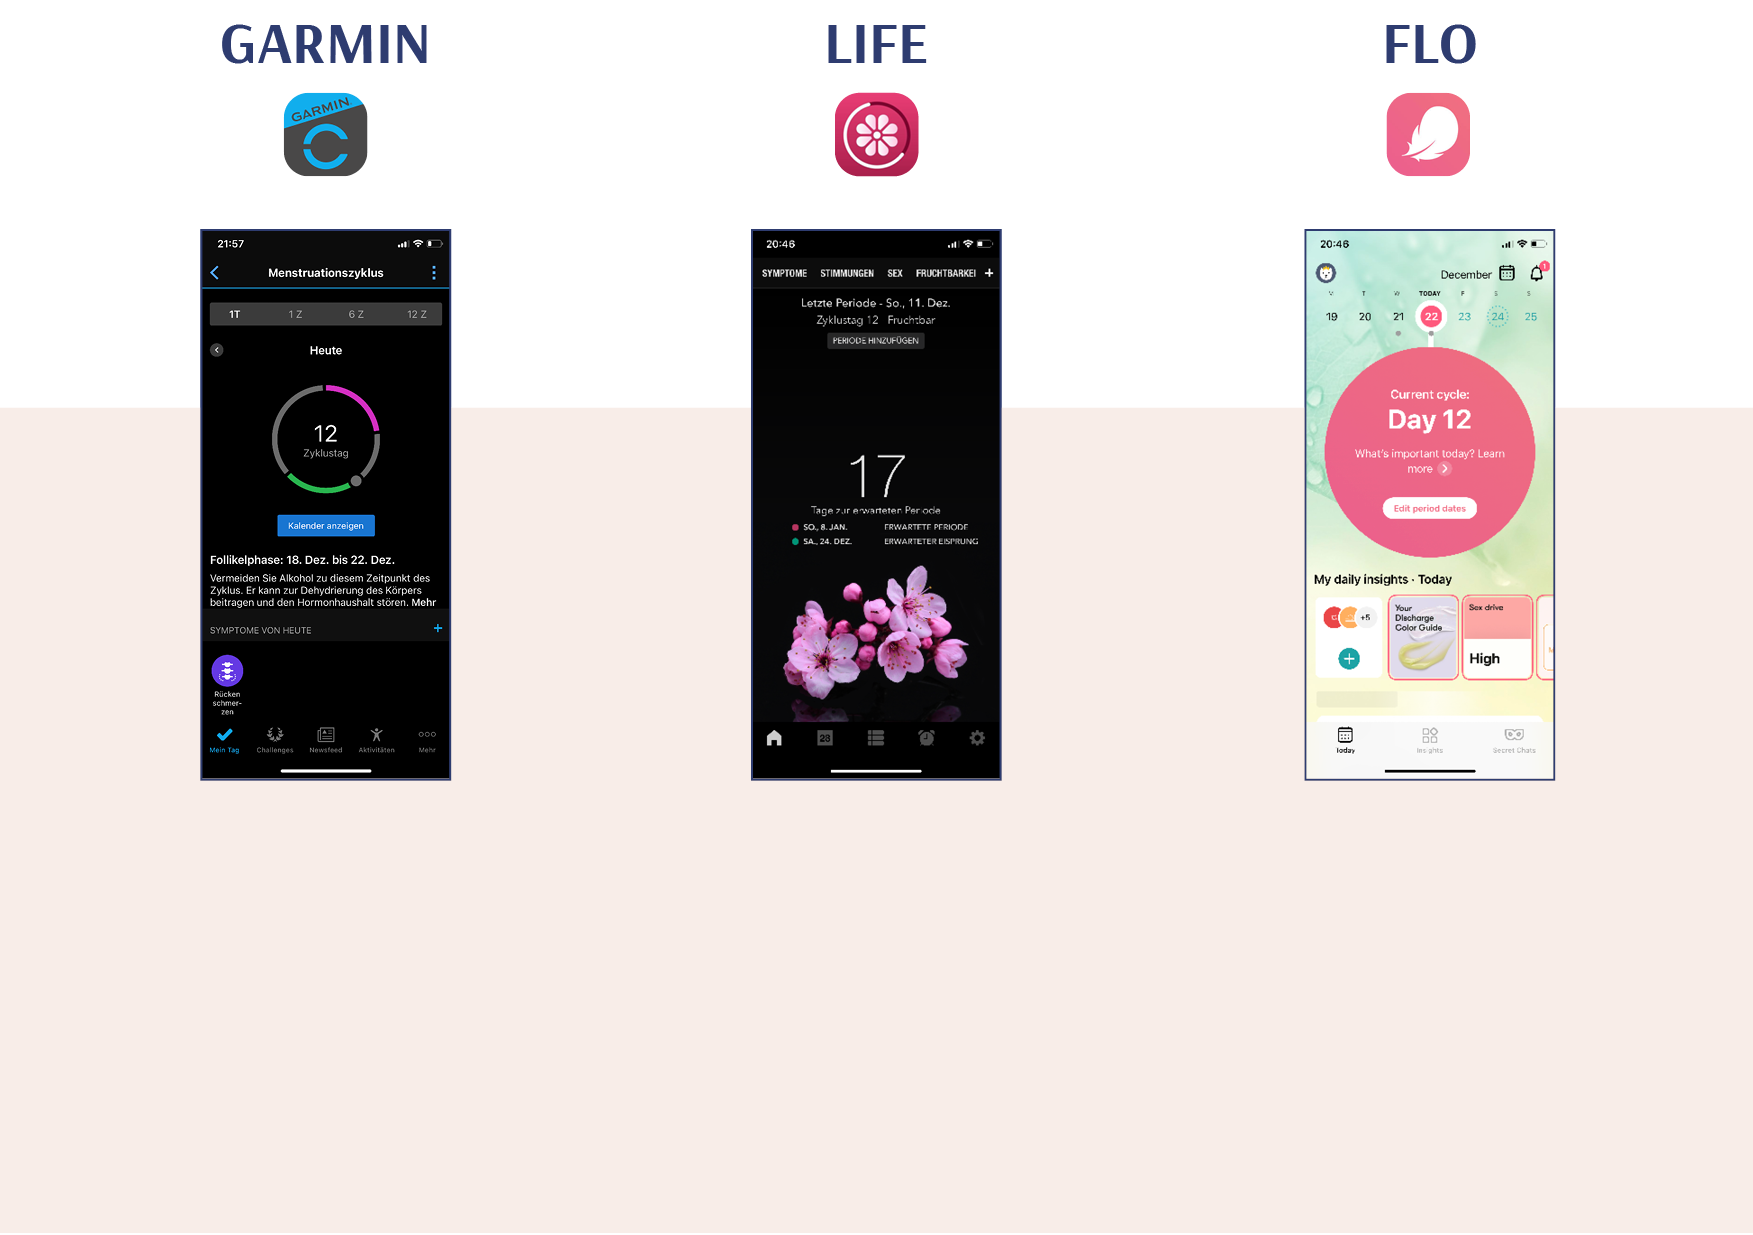 GARMIN
LIFE
FLO
GARMIN
21:57
Menstruationszyklus
1T 1 Z 6 Z 12 Z
Heute
12
Zyklustag
Kalender anzeigen
Follikelphase: 18. Dez. bis 22. Dez.
Vermeiden Sie Alkohol zu diesem Zeitpunkt des
Zyklus. Er kann zur Dehydrierung des Körpers
beitragen und den Hormonhaushalt stören. Mehr
SYMPTOME VON HEUTE +
Rücken
schmer-
zen
Mein Tag Challenges Newsfeed Aktivitäten Mehr
20:46
SYMPTOME STIMMUNGEN SEX FRUCHTBARKEI +
Letzte Periode - So., 11. Dez.
Zyklustag 12 Fruchtbar
PERIODE HINZUFÜGEN
17
Tage zur erwarteten Periode
SO., 8. JAN. ERWARTETE PERIODE
SA., 24. DEZ. ERWARTETER EISPRUNG
28
20:46
December 1
M T W TODAY F S S
19 20 21 22 23 24 25
Current cycle:
Day 12
What's important today? Learn
more
Edit period dates
My daily insights · Today
+5
Your
Discharge
Color Guide
Sex drive
High
Today Insights Secret Chats